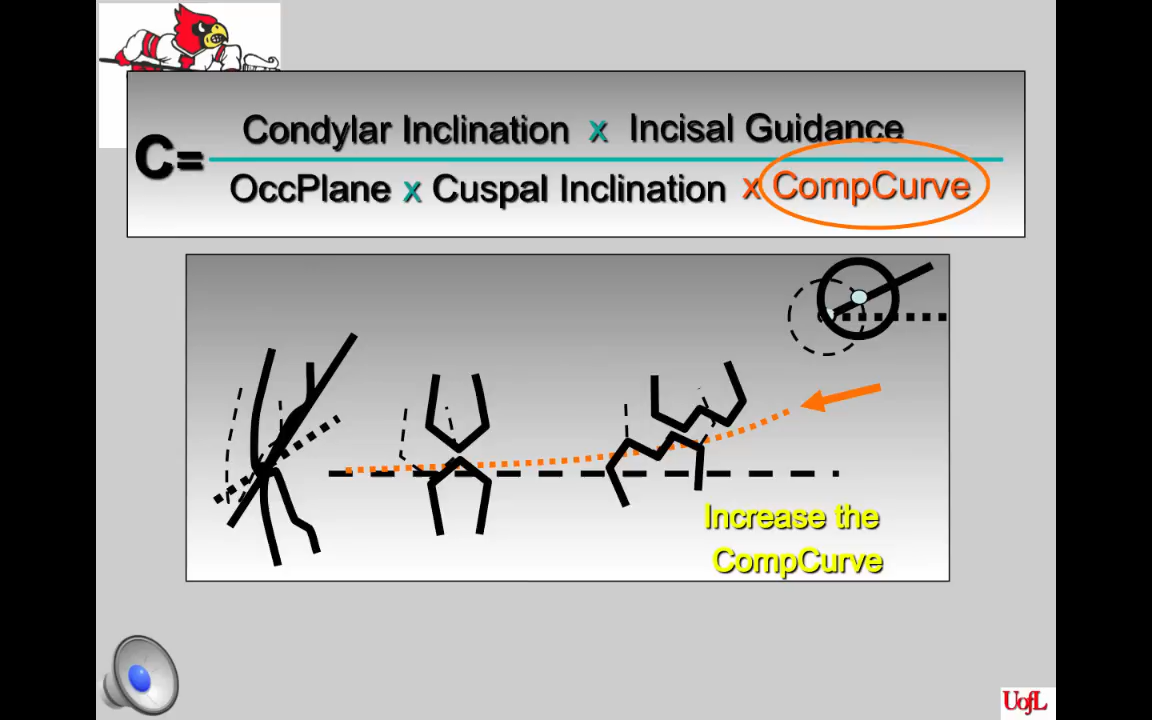 Condylar Inclination x Incisal Guidance
C=
OccPlane x Cuspal Inclination x CompCurve
Increase the
CompCurve
UofL